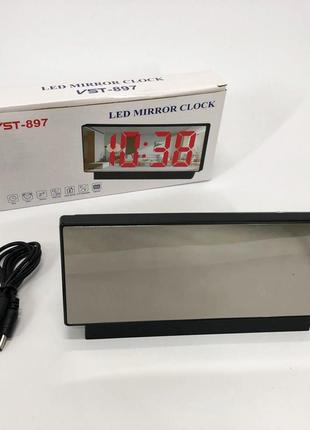 VST-897
LED MIRROR CLOCK
VST-897
LED MIRROR CLOCK
10:38